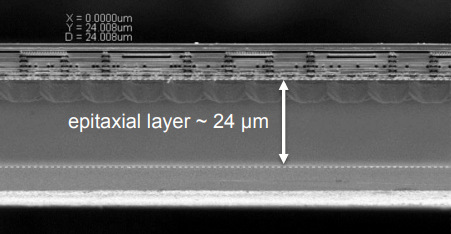 X = 0.0000um
Y = 24.008um
D = 24.008um
epitaxial layer ~ 24 µm